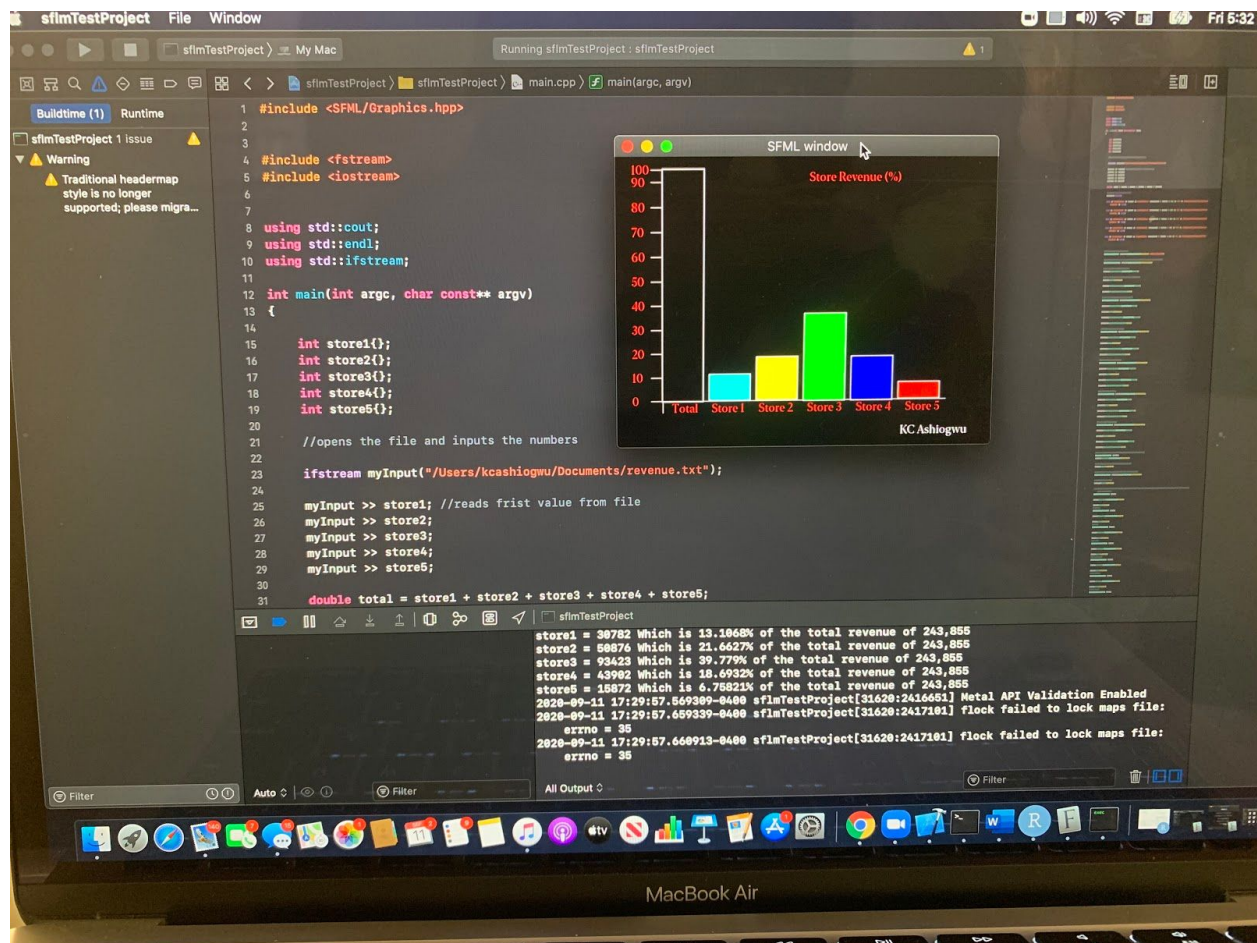 sflmTestProject File Window
Fri 5:32
sflmTestProject ⟩ My Mac
Running sflmTestProject : sflmTestProject
1
sflmTestProject ⟩ sflmTestProject ⟩ main.cpp ⟩ main(argc, argv)
Buildtime (1) Runtime
sflmTestProject 1 issue
Warning
Traditional headermap
style is no longer
supported; please migra...
1 #include <SFML/Graphics.hpp>
2
3
4 #include <fstream>
5 #include <iostream>
6
7
8 using std::cout;
9 using std::endl;
10 using std::ifstream;
11
12 int main(int argc, char const** argv)
13 {
14
15 int store1{};
16 int store2{};
17 int store3{};
18 int store4{};
19 int store5{};
20
21 //opens the file and inputs the numbers
22
23 ifstream myInput("/Users/kcashiogwu/Documents/revenue.txt");
24
25 myInput >> store1; //reads frist value from file
26 myInput >> store2;
27 myInput >> store3;
28 myInput >> store4;
29 myInput >> store5;
30
31 double total = store1 + store2 + store3 + store4 + store5;
SFML window
Store Revenue (%)
100
90
80
70
60
50
40
30
20
10
0
Total Store 1 Store 2 Store 3 Store 4 Store 5
KC Ashiogwu
sflmTestProject
store1 = 30782 Which is 13.1068% of the total revenue of 243,855
store2 = 50876 Which is 21.6627% of the total revenue of 243,855
store3 = 93423 Which is 39.779% of the total revenue of 243,855
store4 = 43902 Which is 18.6932% of the total revenue of 243,855
store5 = 15872 Which is 6.75821% of the total revenue of 243,855
2020-09-11 17:29:57.569309-0400 sflmTestProject[31620:2416651] Metal API Validation Enabled
2020-09-11 17:29:57.659339-0400 sflmTestProject[31620:2417101] flock failed to lock maps file:
errno = 35
2020-09-11 17:29:57.660913-0400 sflmTestProject[31620:2417101] flock failed to lock maps file:
errno = 35
Filter
Auto
Filter
All Output
Filter
tv
MacBook Air